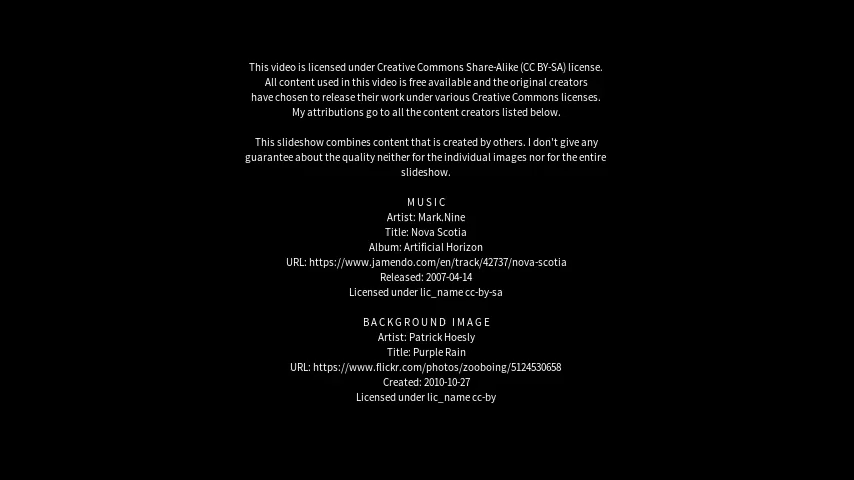 This video is licensed under Creative Commons Share-Alike (CC BY-SA) license.
All content used in this video is free available and the original creators
have chosen to release their work under various Creative Commons licenses.
My attributions go to all the content creators listed below.
This slideshow combines content that is created by others. I don't give any
guarantee about the quality neither for the individual images nor for the entire
slideshow.
MUSIC
Artist: Mark.Nine
Title: Nova Scotia
Album: Artificial Horizon
URL: https://www.jamendo.com/en/track/42737/nova-scotia
Released: 2007-04-14
Licensed under lic_name cc-by-sa
BACKGROUND IMAGE
Artist: Patrick Hoesly
Title: Purple Rain
URL: https://www.flickr.com/photos/zooboing/5124530658
Created: 2010-10-27
Licensed under lic_name cc-by